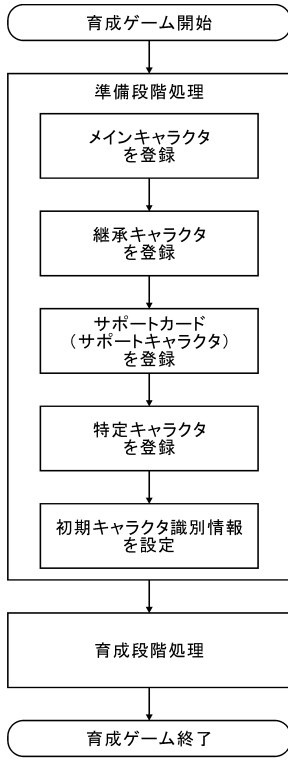 育成ゲーム開始
準備段階処理
メインキャラクタ
を登録
継承キャラクタ
を登録
サポートカード
（サポートキャラクタ）
を登録
特定キャラクタ
を登録
初期キャラクタ識別情報
を設定
育成段階処理
育成ゲーム終了